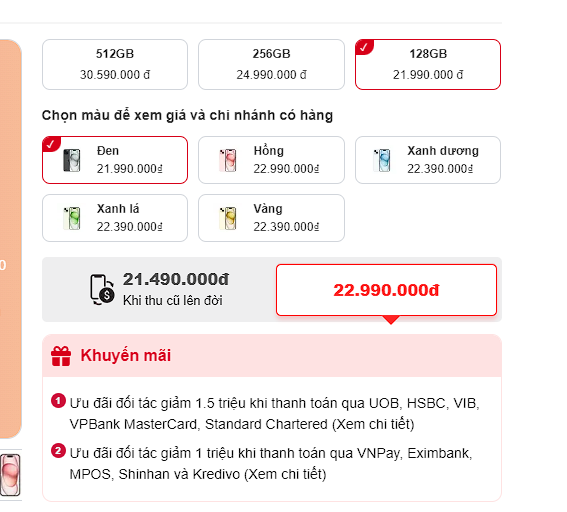 512GB
30.590.000 đ
256GB
24.990.000 đ
128GB
21.990.000 đ
Chọn màu để xem giá và chi nhánh có hàng
Đen
21.990.000₫
Hồng
22.990.000₫
Xanh dương
22.390.000₫
Xanh lá
22.390.000₫
Vàng
22.390.000₫
0
21.490.000đ
Khi thu cũ lên đời
22.990.000đ
Khuyến mãi
1 Ưu đãi đối tác giảm 1.5 triệu khi thanh toán qua UOB, HSBC, VIB,
VPBank MasterCard, Standard Chartered (Xem chi tiết)
2 Ưu đãi đối tác giảm 1 triệu khi thanh toán qua VNPay, Eximbank,
MPOS, Shinhan và Kredivo (Xem chi tiết)